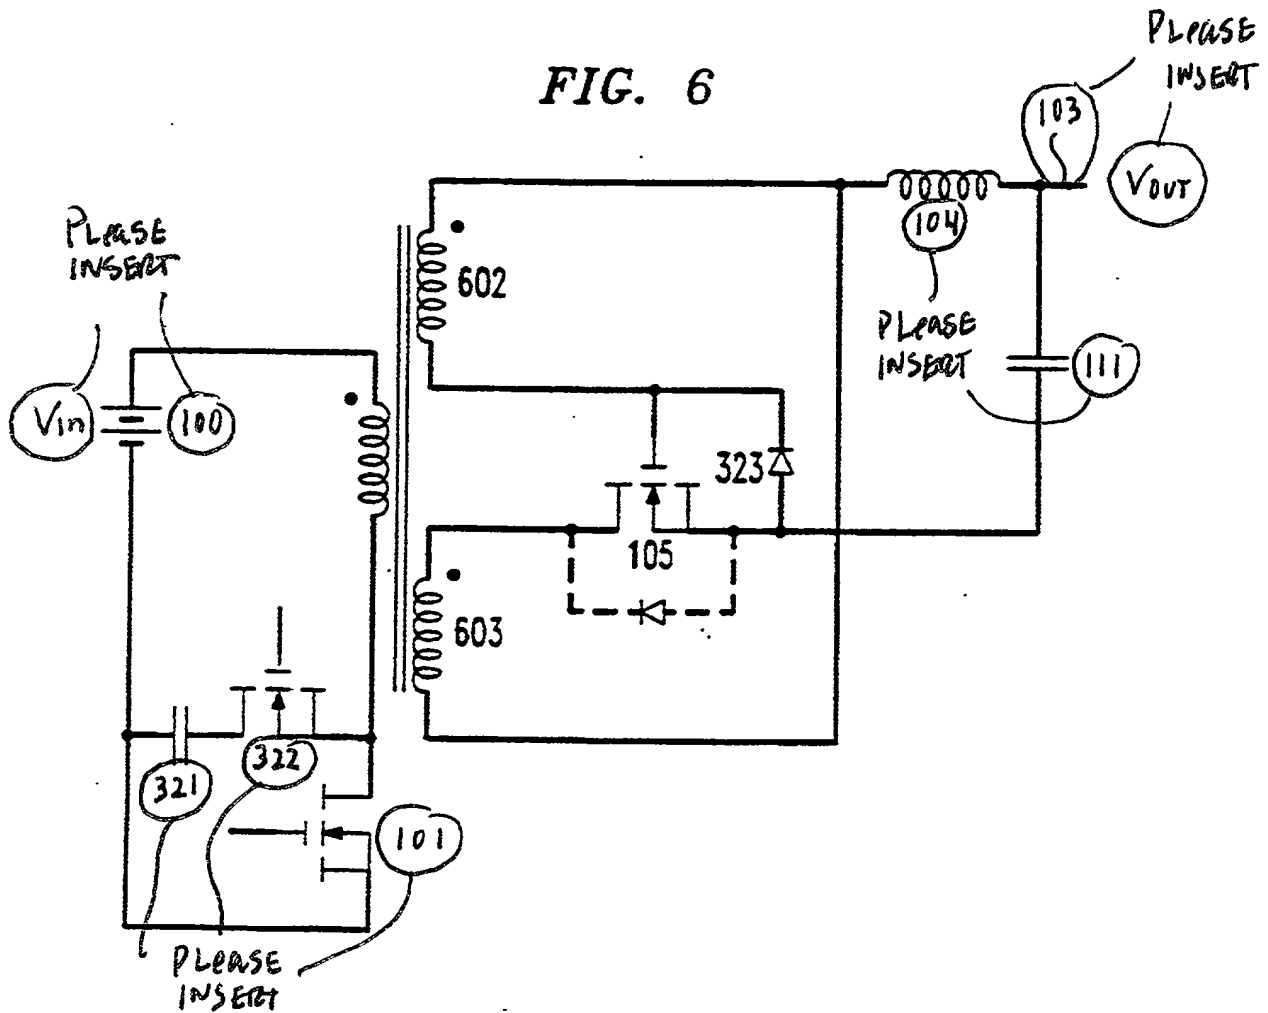 FIG. 6
PLease
INSERT
103
VOUT
104
PLease
INSERT
PLease
INSERT
602
111
Vin
100
323
105
603
322
321
101
PLease
INSERT